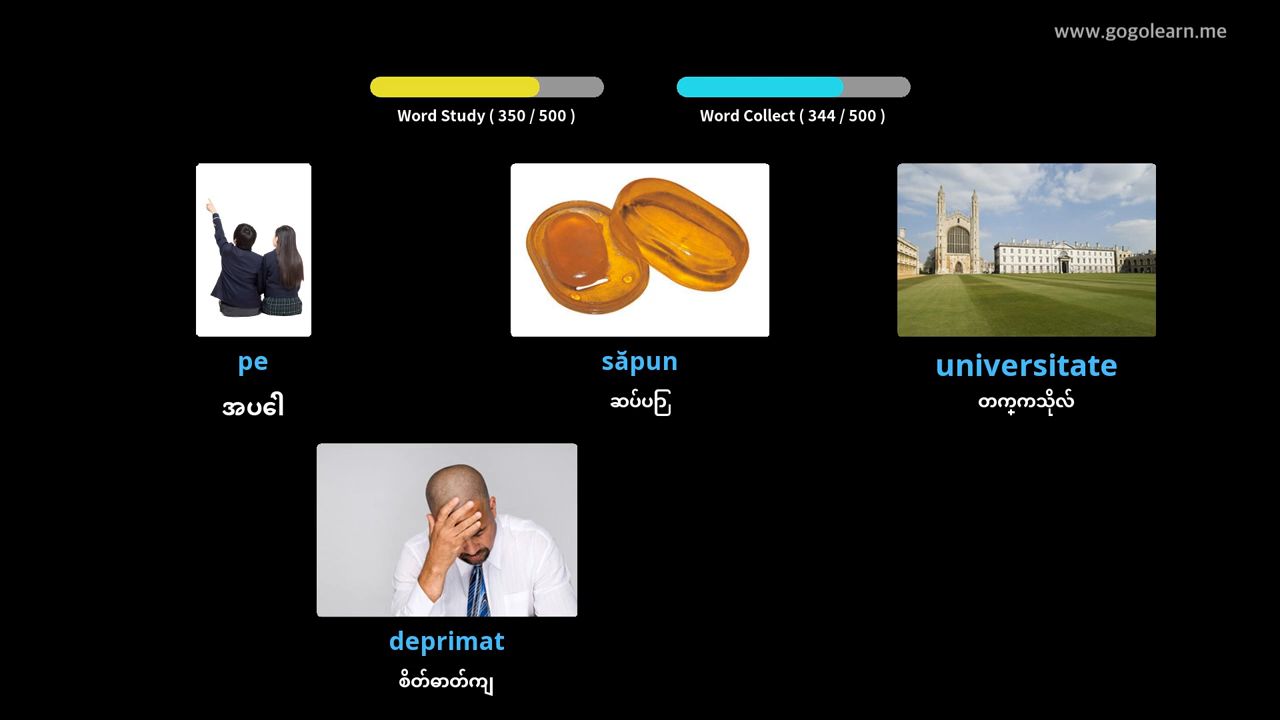 www.gogolearn.me
Word Study ( 350 / 500 )
Word Collect ( 344 / 500 )
pe
အပေါ်
săpun
ဆပ်ပြာ
universitate
တက္ကသိုလ်
deprimat
စိတ်ဓာတ်ကျ